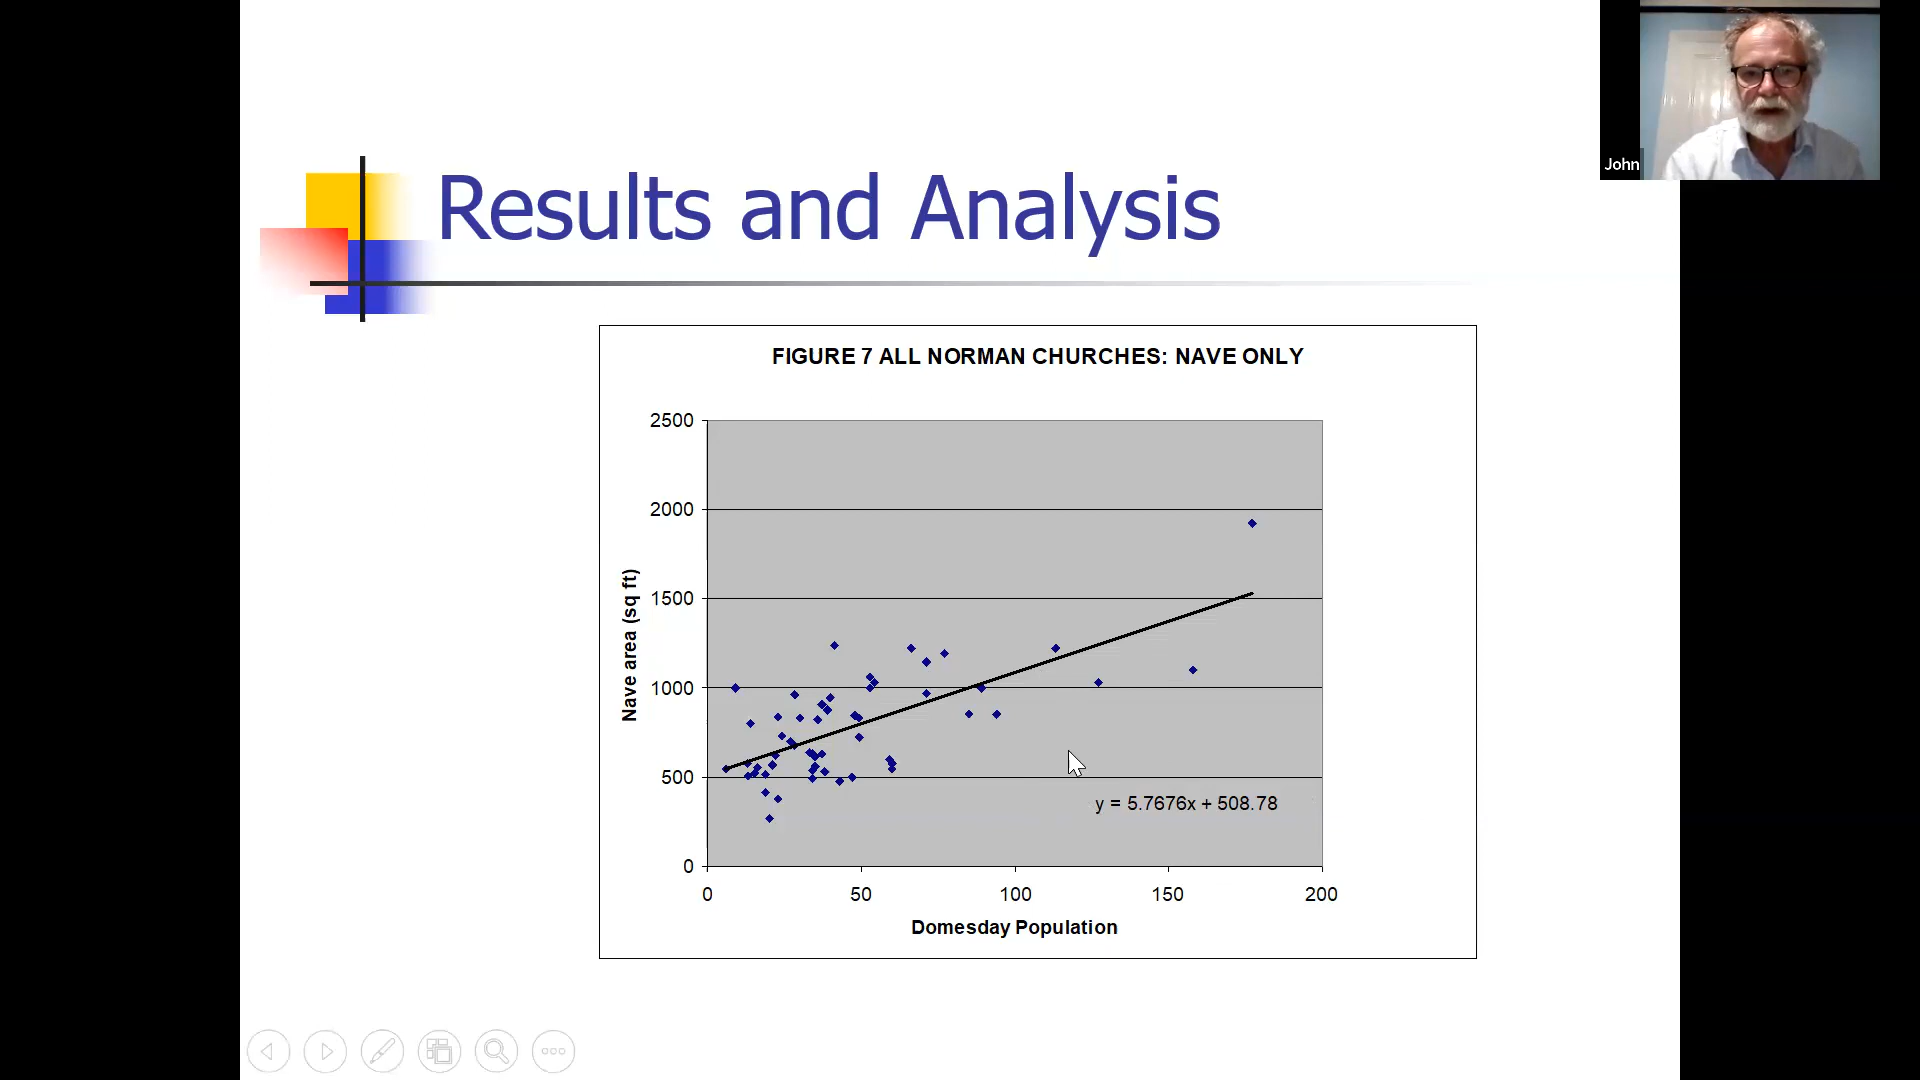 John
Results and Analysis
FIGURE 7 ALL NORMAN CHURCHES: NAVE ONLY
2500
2000
1500
1000
500
0
Nave area (sq ft)
y = 5.7676x + 508.78
0 50 100 150 200
Domesday Population